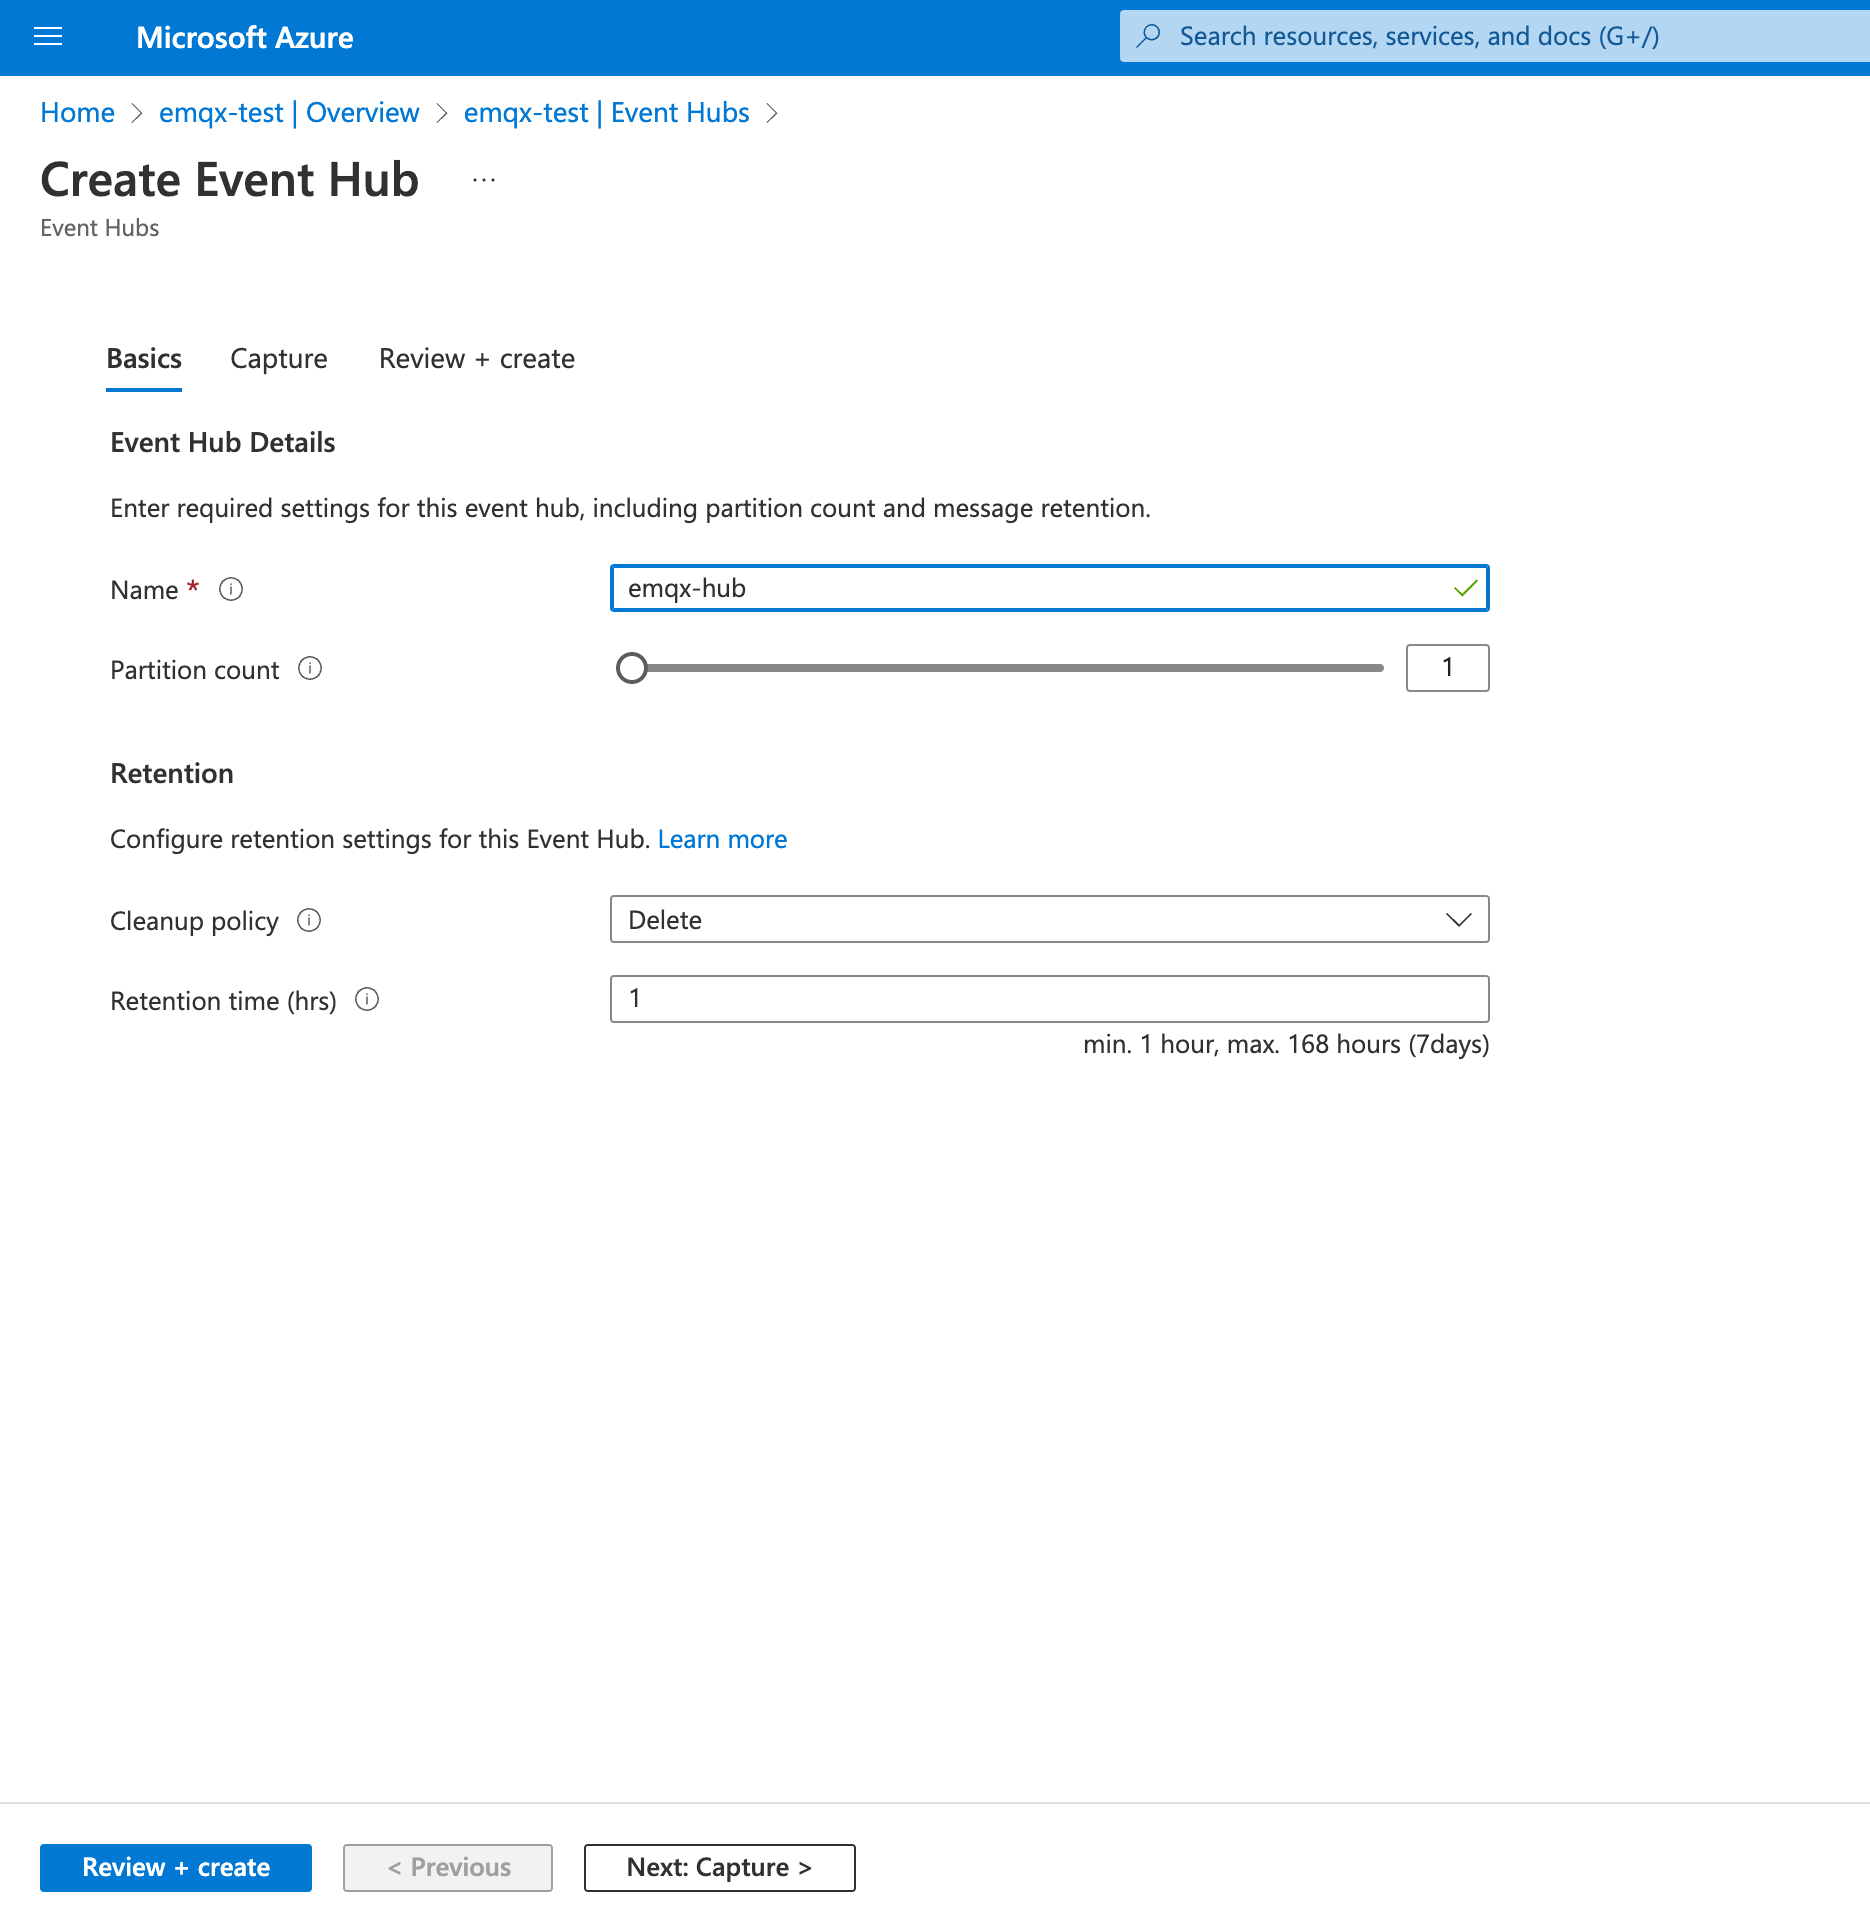 Microsoft Azure
Search resources, services, and docs (G+/)
Home > emqx-test | Overview > emqx-test | Event Hubs >
Create Event Hub ...
Event Hubs
Basics Capture Review + create
Event Hub Details
Enter required settings for this event hub, including partition count and message retention.
Name * emqx-hub
Partition count 1
Retention
Configure retention settings for this Event Hub. Learn more
Cleanup policy Delete
Retention time (hrs) 1
min. 1 hour, max. 168 hours (7days)
Review + create < Previous Next: Capture >